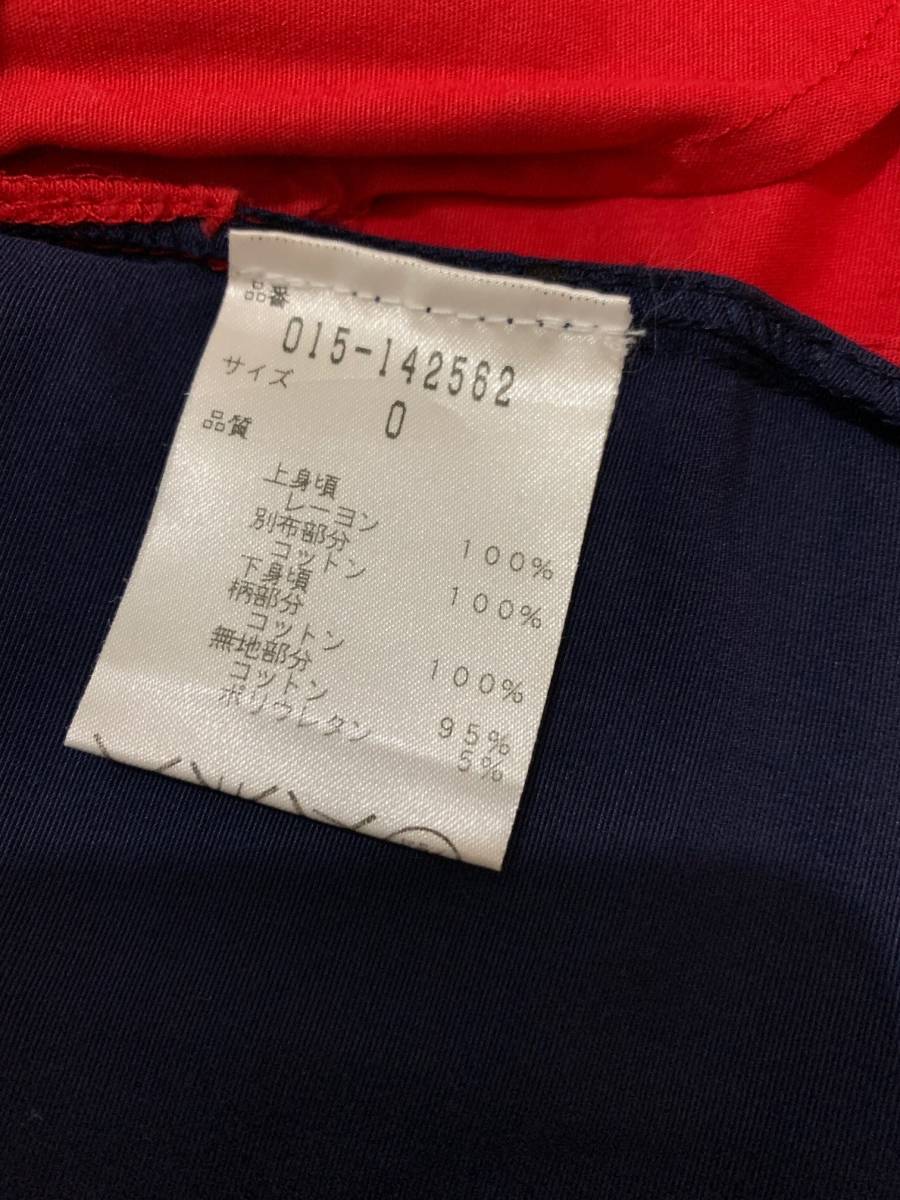 品番
015-142562
サイズ
0
品質
上身頃
レーヨン 100%
別布部分
コットン 100%
下身頃
柄部分
コットン 100%
無地部分
コットン 95%
ポリウレタン 5%